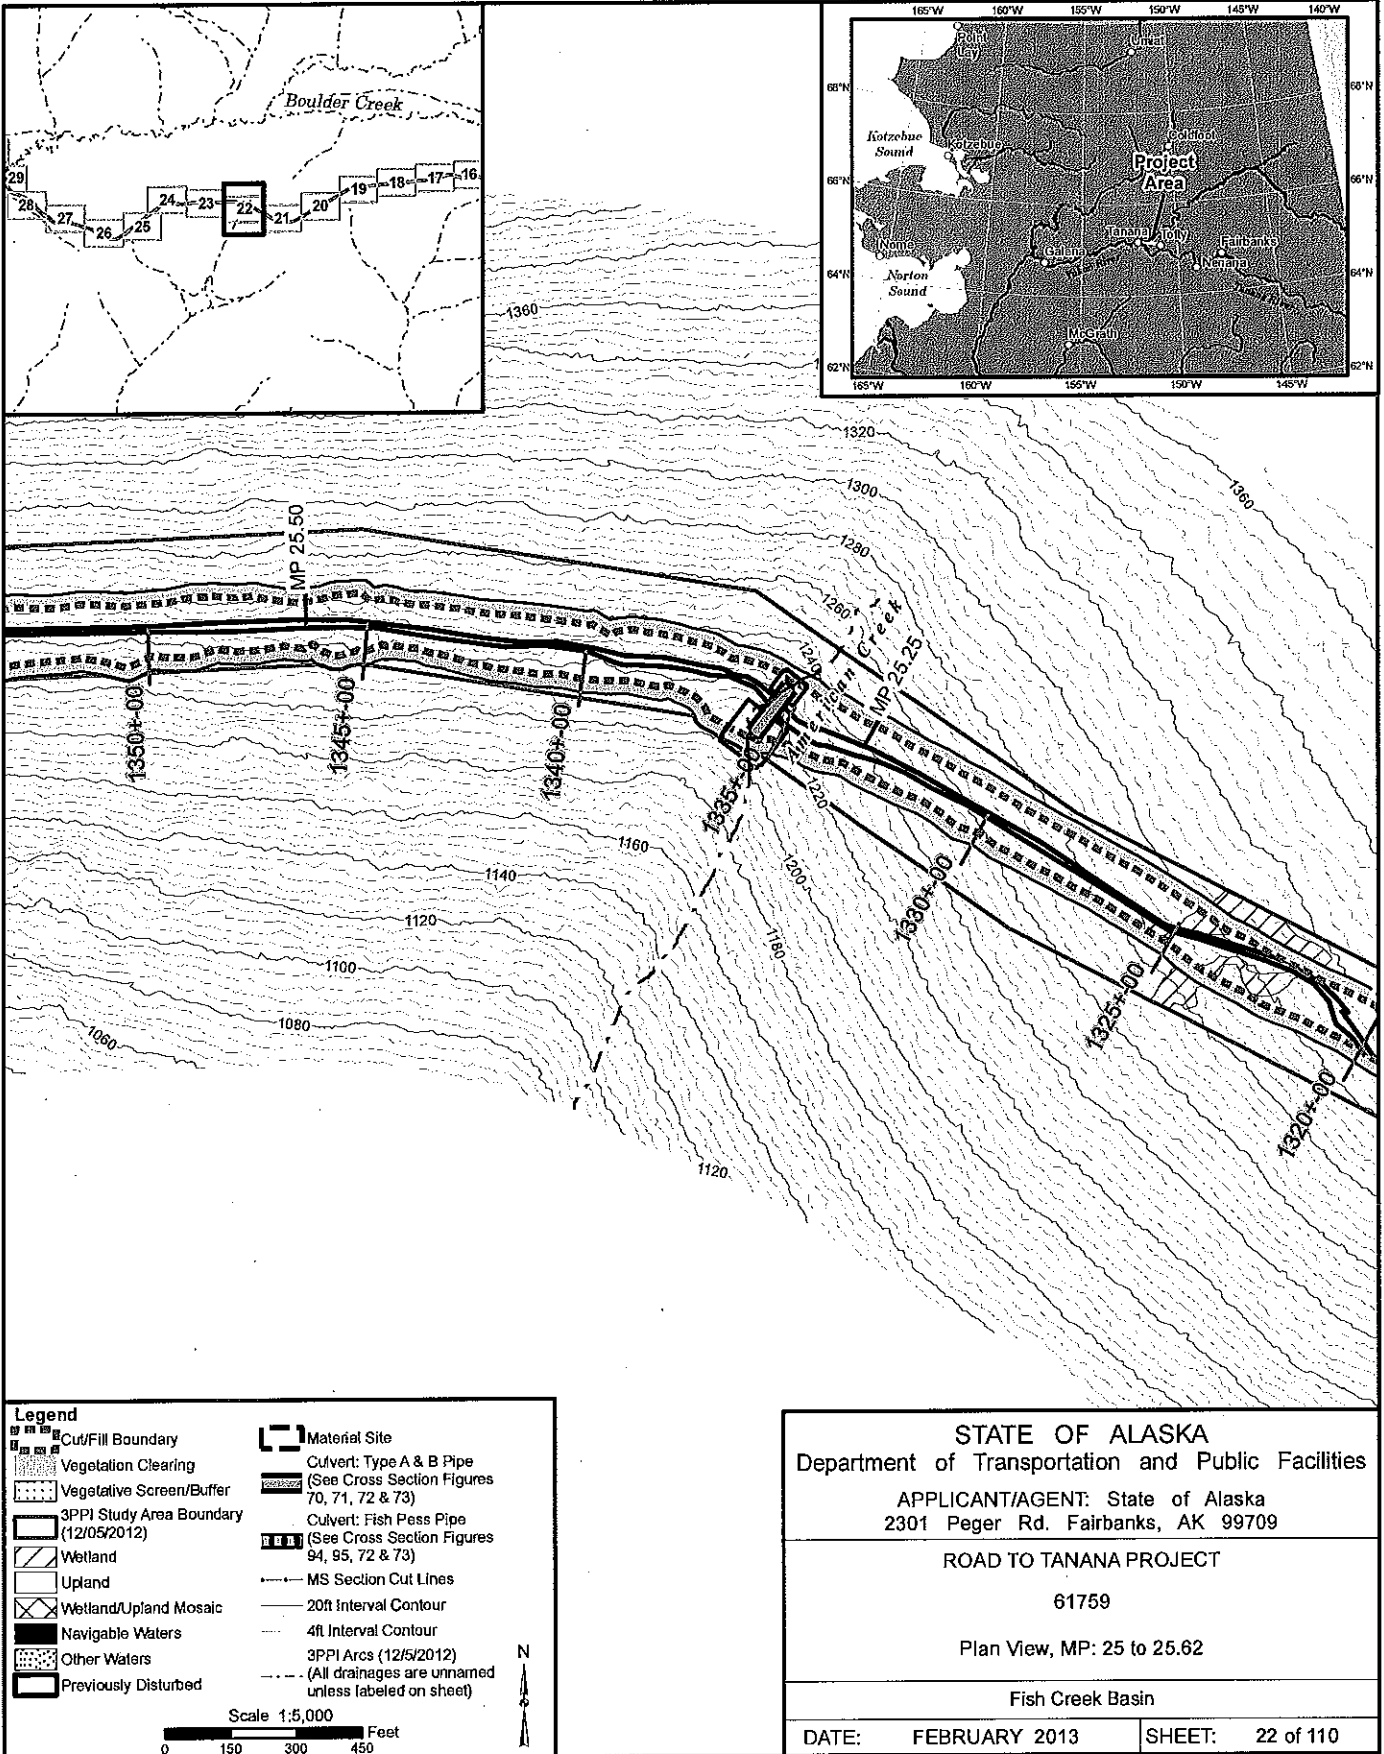 Boulder Creek
29
28
27
26
25
24
23
22
21
20
19
18
17
16
165°W 160°W 155°W 150°W 145°W 140°W
Point
Lay
Umiat
68°N
68°N
Kotzebue
Sound
Kotzebue
Coldfoot
Project
Area
66°N
66°N
Tanana
Tofty
Fairbanks
Galena
Nenana
Nome
64°N
64°N
Norton
Sound
McGrath
62°N
62°N
165°W 160°W 155°W 150°W 145°W
1360
1320
1300
1360
1280
1260
1240
American Creek
MP 25.50
MP 25.25
1350+00
1345+00
1340+00
1335+00
1330+00
1325+00
1320+00
1220
1200
1180
1160
1140
1120
1100
1080
1060
1120
Legend
Cut/Fill Boundary
Vegetation Clearing
Vegetative Screen/Buffer
3PPI Study Area Boundary
(12/05/2012)
Wetland
Upland
Wetland/Upland Mosaic
Navigable Waters
Other Waters
Previously Disturbed
Material Site
Culvert: Type A & B Pipe
(See Cross Section Figures
70, 71, 72 & 73)
Culvert: Fish Pess Pipe
(See Cross Section Figures
94, 95, 72 & 73)
MS Section Cut Lines
20ft Interval Contour
4ft Interval Contour
3PPI Arcs (12/5/2012)
(All drainages are unnamed
unless labeled on sheet)
N
Scale 1:5,000
Feet
0 150 300 450
STATE OF ALASKA
Department of Transportation and Public Facilities
APPLICANT/AGENT: State of Alaska
2301 Peger Rd. Fairbanks, AK 99709
ROAD TO TANANA PROJECT
61759
Plan View, MP: 25 to 25.62
Fish Creek Basin
DATE: FEBRUARY 2013 SHEET: 22 of 110